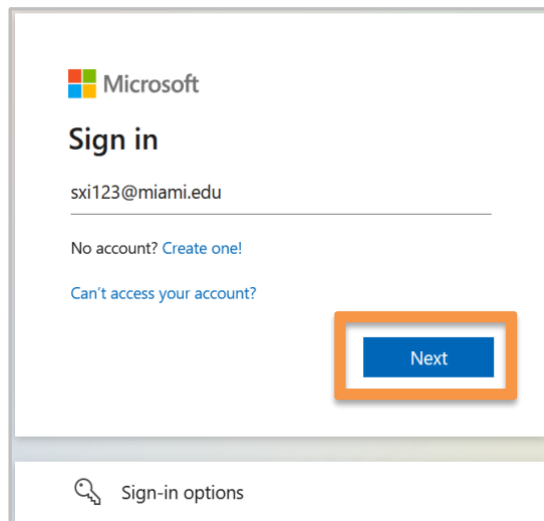 Microsoft
Sign in
sxi123@miami.edu
No account? Create one!
Can't access your account?
Next
Sign-in options